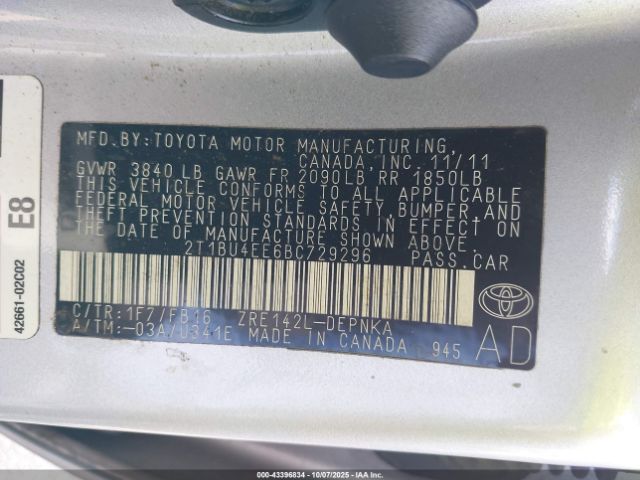 MFD.BY:TOYOTA MOTOR MANUFACTURING,
CANADA,INC. 11/11
GVWR 3840 LB GAWR FR 2090LB RR 1850LB
THIS VEHICLE CONFORMS TO ALL APPLICABLE
FEDERAL MOTOR VEHICLE SAFETY,BUMPER,AND
THEFT PREVENTION STANDARDS IN EFFECT ON
THE DATE OF MANUFACTURE SHOWN ABOVE.
2T1BU4EE6BC729296 PASS.CAR
C/TR:1F7/FB16 ZRE142L-DEPNKA
A/TM:-03A/U341E MADE IN CANADA 945
AD
TOYOTA
E8
42661-02C02
000-43396834 - 10/07/2025 - IAAI.CA